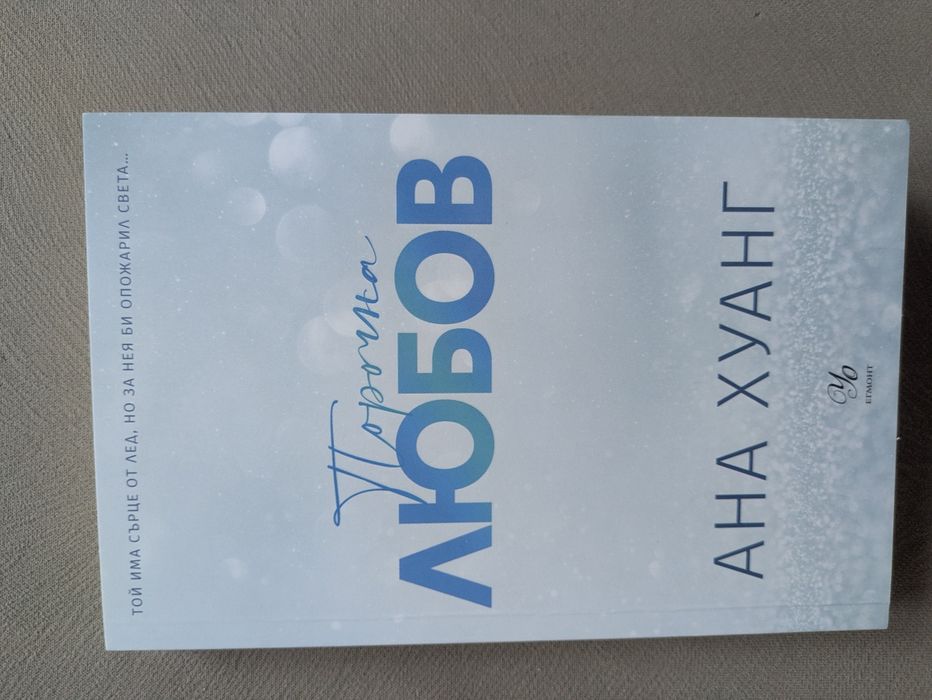 ТОЙ ИМА СЪРЦЕ ОТ ЛЕД, НО ЗА НЕЯ БИ ОПОЖАРИЛ СВЕТА...
Порочна
ЛЮБОВ
АНА ХУАНГ
ЕГМОНТ